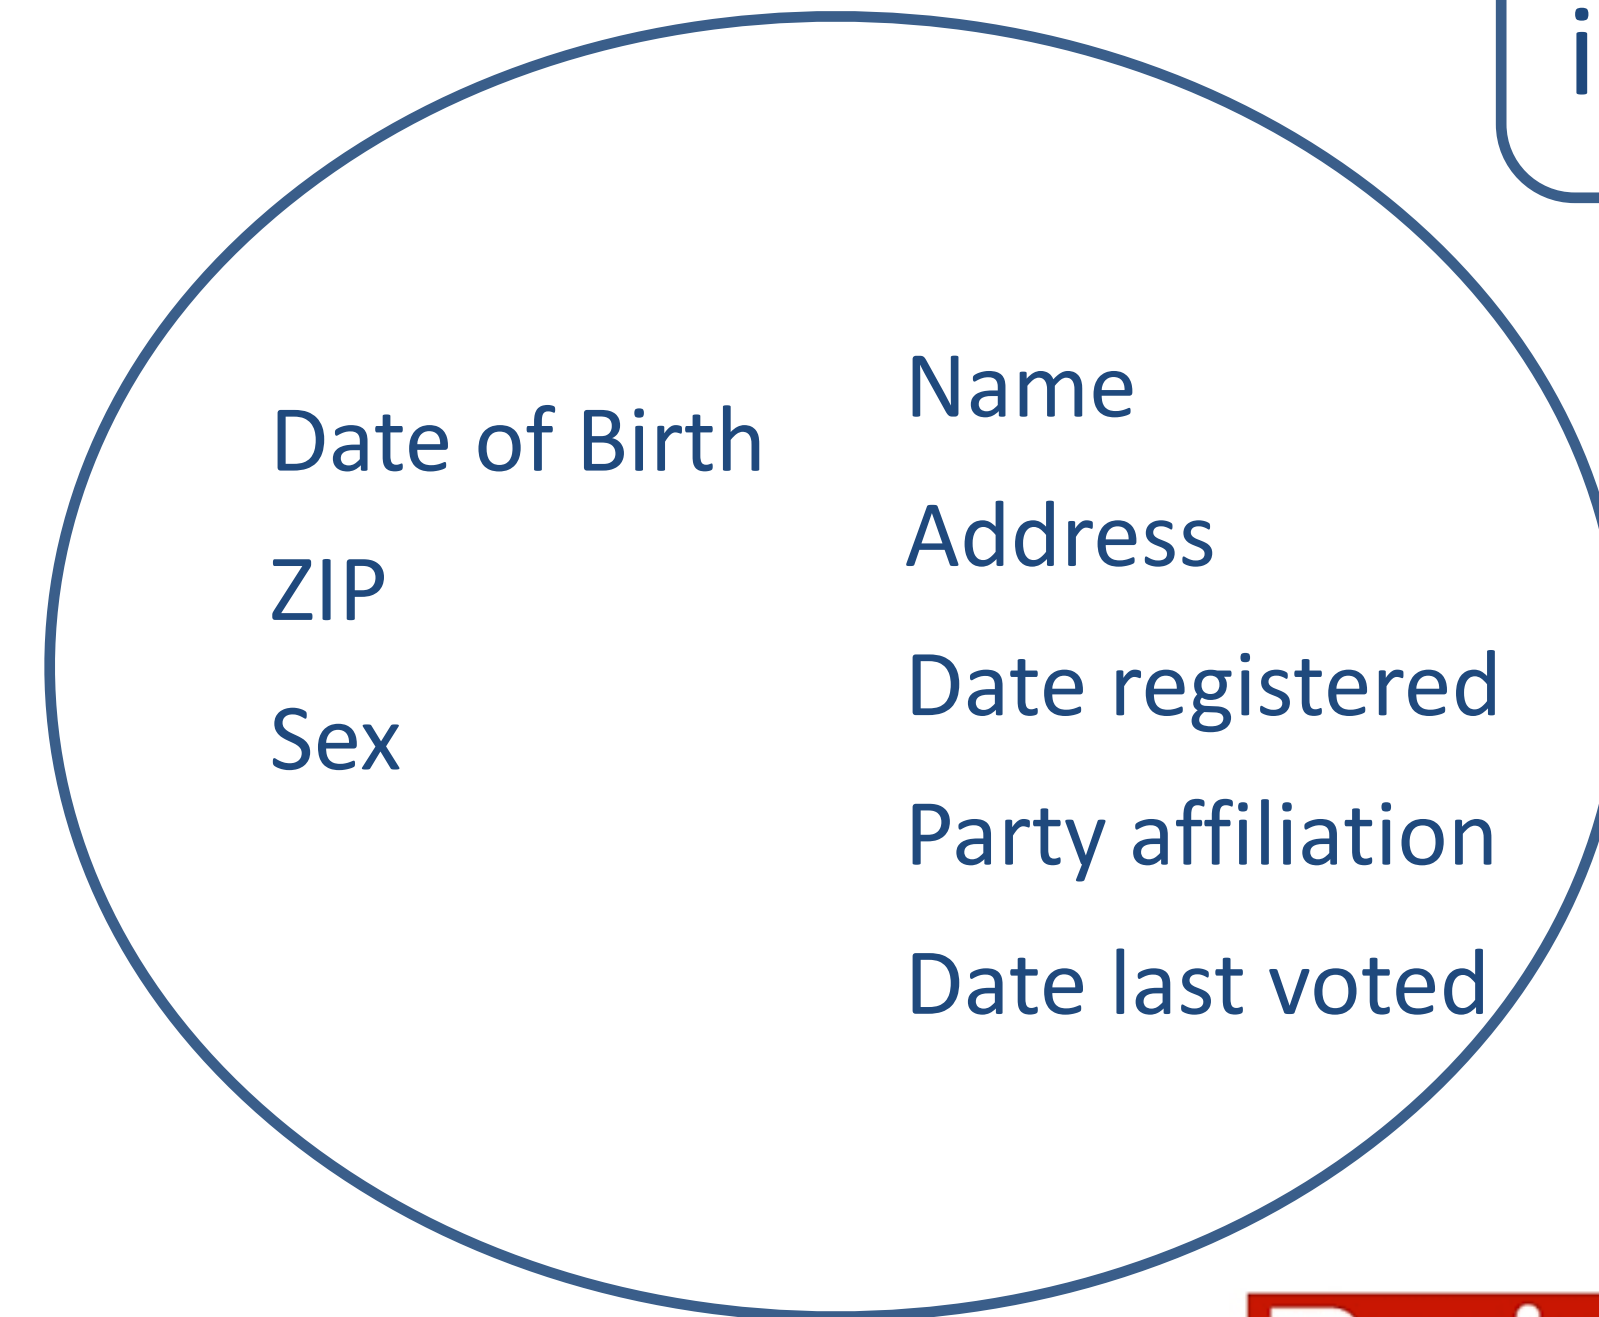 Date of Birth
ZIP
Sex
Name
Address
Date registered
Party affiliation
Date last voted